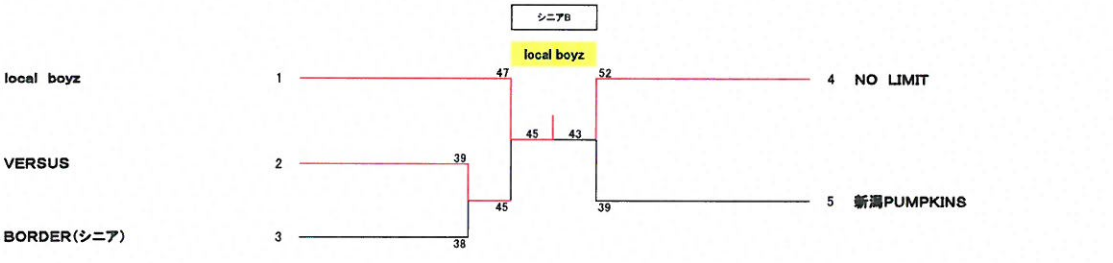 シニアB
local boyz
47 52
local boyz 1 4 NO LIMIT
45 43
VERSUS 2 39
45 39 5 新潟PUMPKINS
BORDER(シニア) 3 38